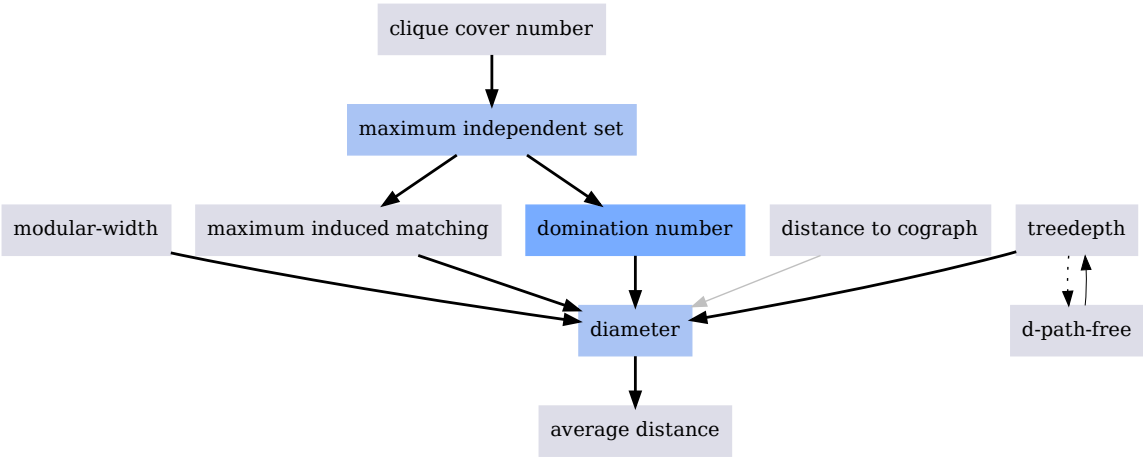 clique cover number
maximum independent set
modular-width
maximum induced matching
domination number
distance to cograph
treedepth
diameter
d-path-free
average distance